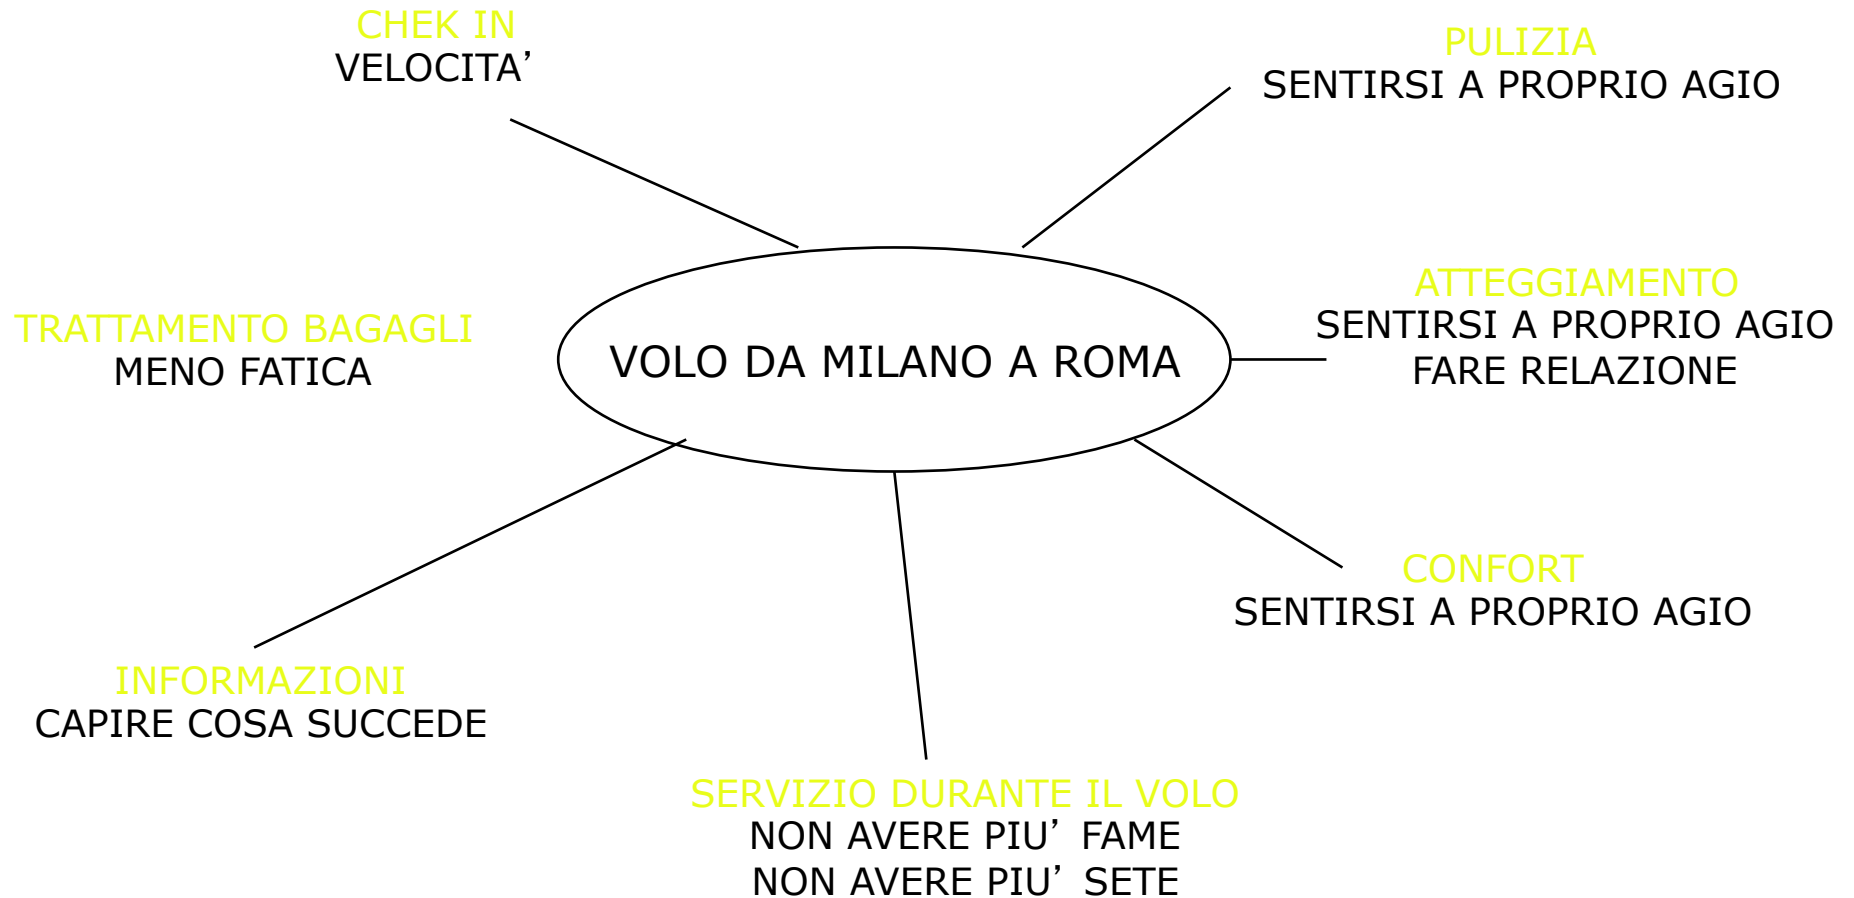 CHEK IN
VELOCITA’
PULIZIA
SENTIRSI A PROPRIO AGIO
TRATTAMENTO BAGAGLI
MENO FATICA
VOLO DA MILANO A ROMA
ATTEGGIAMENTO
SENTIRSI A PROPRIO AGIO
FARE RELAZIONE
CONFORT
SENTIRSI A PROPRIO AGIO
INFORMAZIONI
CAPIRE COSA SUCCEDE
SERVIZIO DURANTE IL VOLO
NON AVERE PIU’ FAME
NON AVERE PIU’ SETE